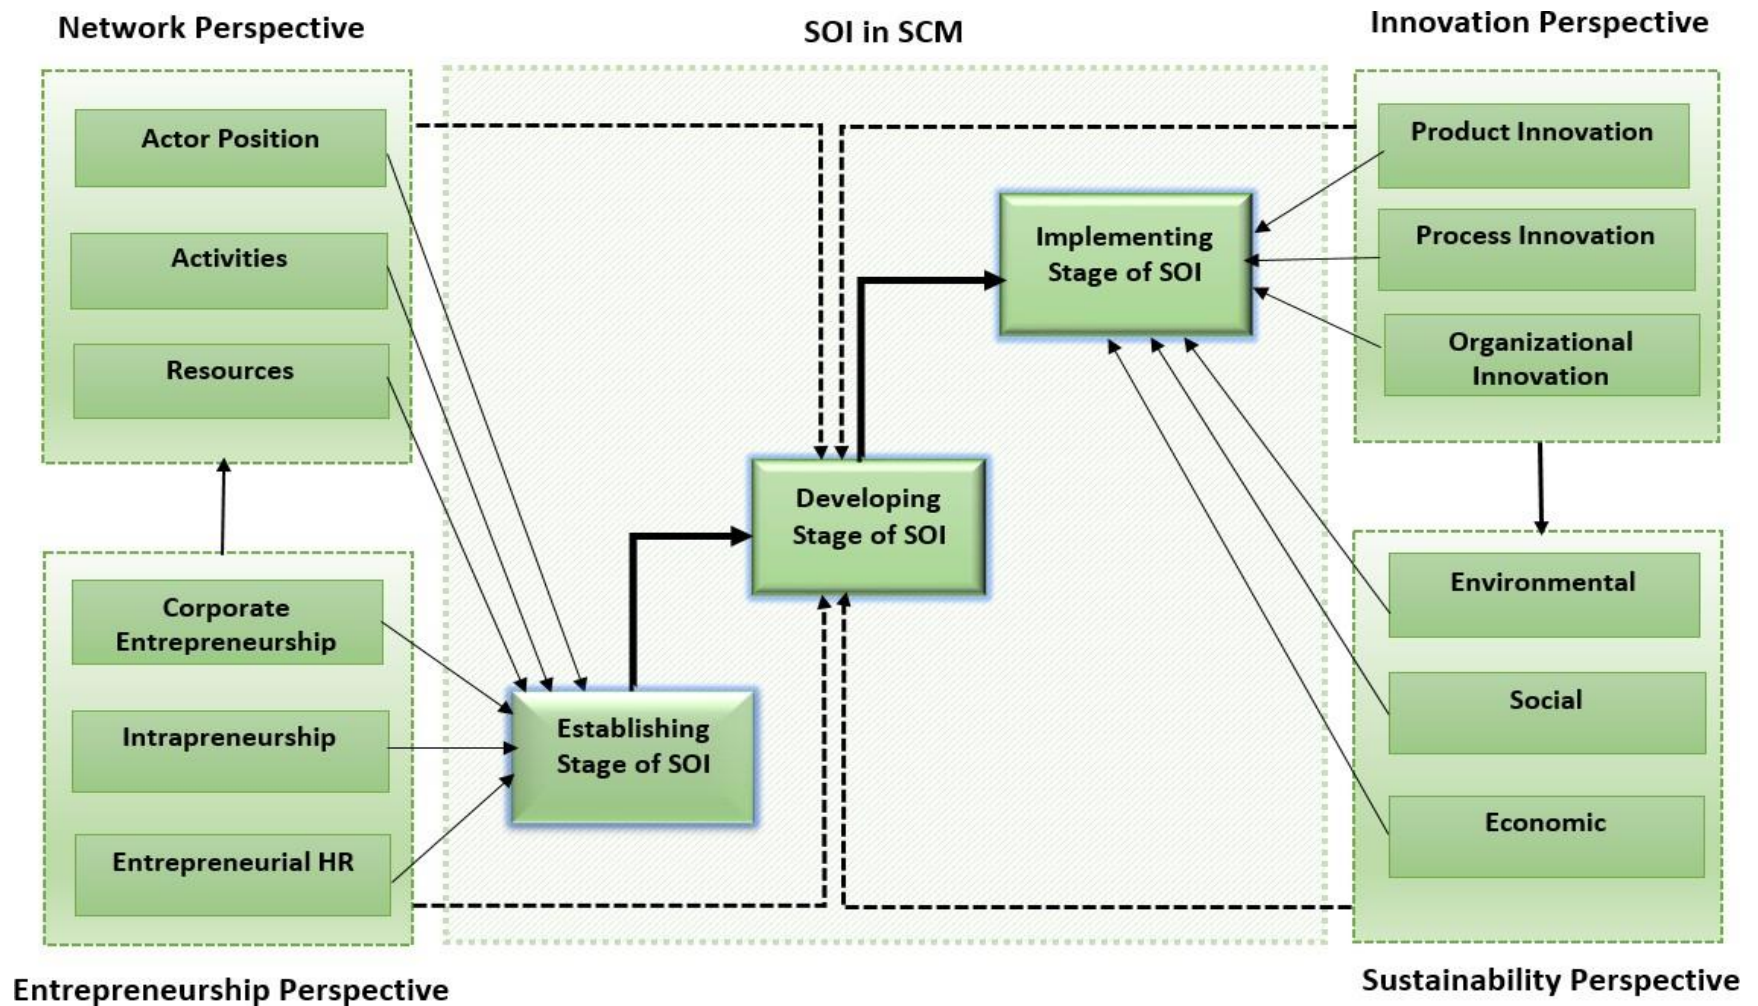 Network Perspective
SOI in SCM
Innovation Perspective
Actor Position
Activities
Resources
Product Innovation
Process Innovation
Organizational
Innovation
Implementing
Stage of SOI
Developing
Stage of SOI
Establishing
Stage of SOI
Corporate
Entrepreneurship
Intrapreneurship
Entrepreneurial HR
Environmental
Social
Economic
Entrepreneurship Perspective
Sustainability Perspective